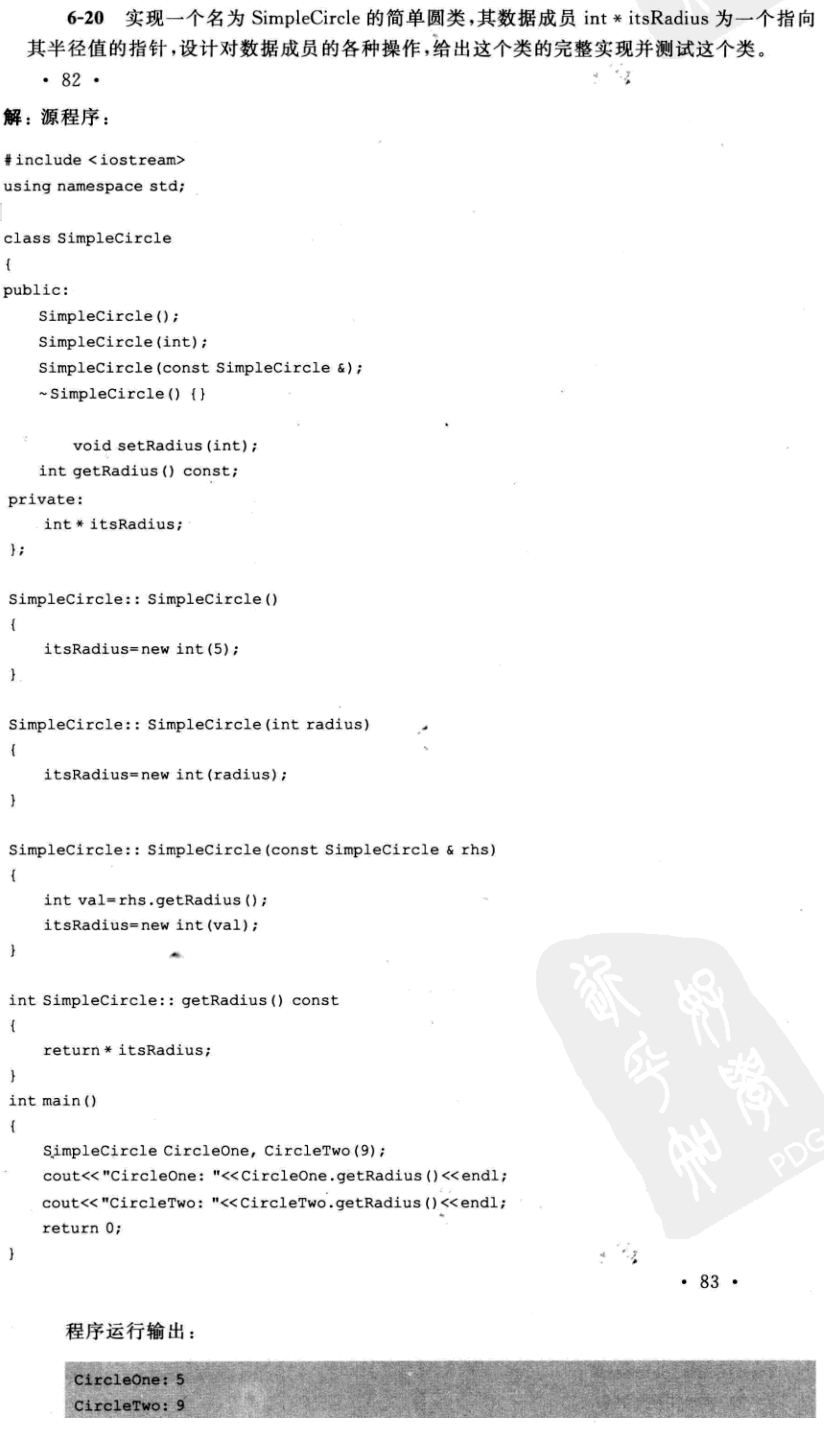 6-20 实现一个名为 SimpleCircle 的简单圆类,其数据成员 int * itsRadius 为一个指向
其半径值的指针,设计对数据成员的各种操作,给出这个类的完整实现并测试这个类。
• 82 •
解：源程序：
#include <iostream>
using namespace std;
class SimpleCircle
{
public:
SimpleCircle();
SimpleCircle(int);
SimpleCircle(const SimpleCircle &);
~SimpleCircle() {}
void setRadius(int);
int getRadius() const;
private:
int * itsRadius;
};
SimpleCircle:: SimpleCircle()
{
itsRadius=new int(5);
}
SimpleCircle:: SimpleCircle(int radius)
{
itsRadius=new int(radius);
}
SimpleCircle:: SimpleCircle(const SimpleCircle & rhs)
{
int val=rhs.getRadius();
itsRadius=new int(val);
}
int SimpleCircle:: getRadius() const
{
return * itsRadius;
}
int main()
{
SimpleCircle CircleOne, CircleTwo(9);
cout<<"CircleOne: "<<CircleOne.getRadius()<<endl;
cout<<"CircleTwo: "<<CircleTwo.getRadius()<<endl;
return 0;
}
PDG
• 83 •
程序运行输出：
CircleOne: 5
CircleTwo: 9